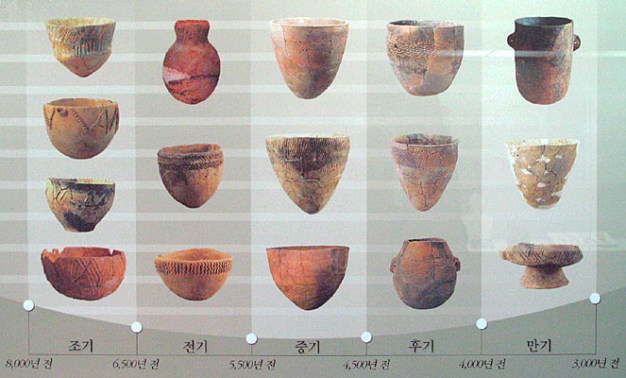 조기 전기 중기 후기 만기
8,000년 전 6,500년 전 5,500년 전 4,500년 전 4,000년 전 3,000년 전